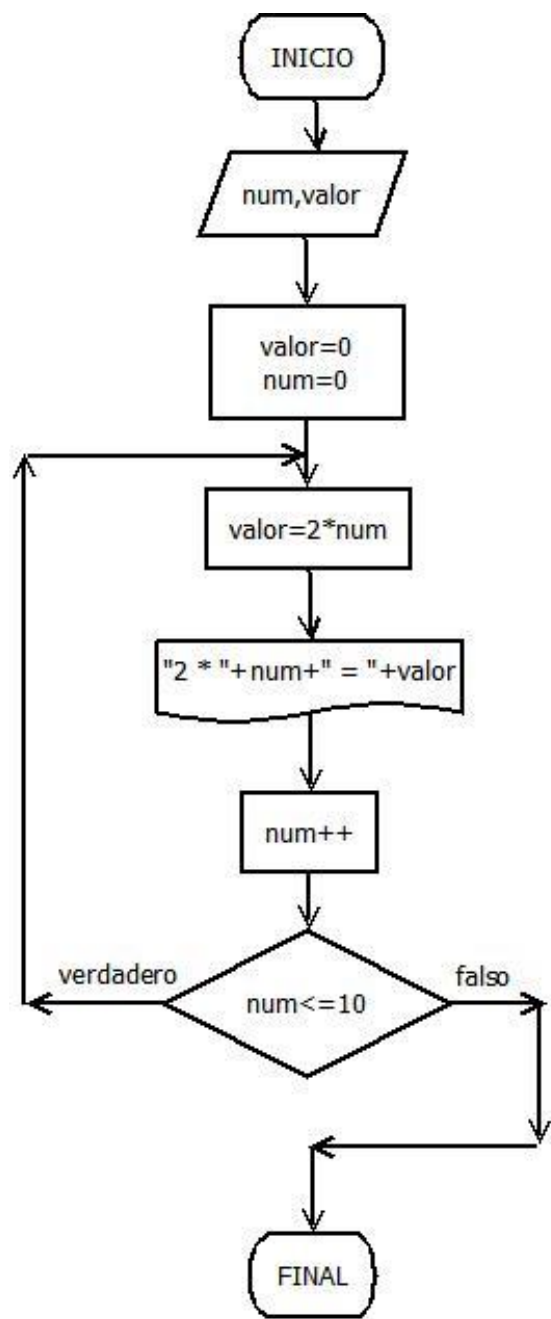 INICIO
num,valor
valor=0
num=0
valor=2*num
"2 * "+num+" = "+valor
num++
verdadero
falso
num<=10
FINAL